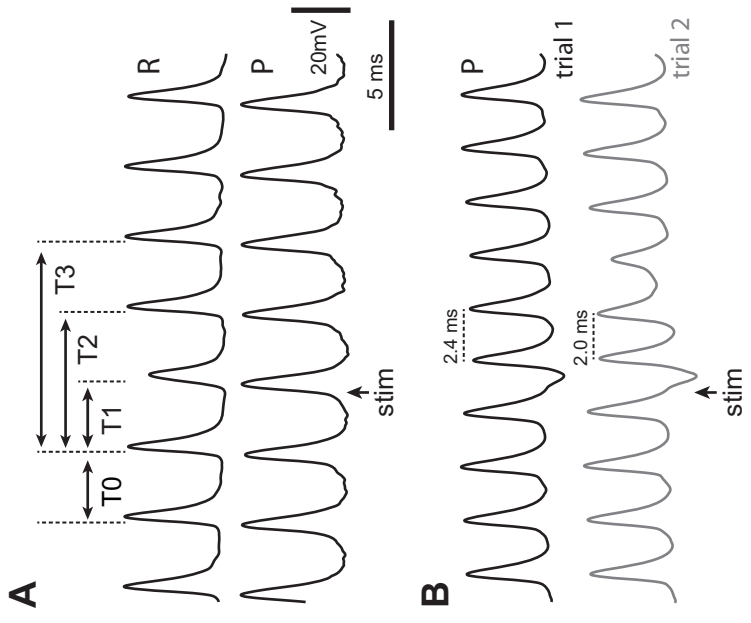 A
T0
T1
T2
T3
R
P
20mV
5 ms
stim
B
2.4 ms
P
trial 1
2.0 ms
trial 2
stim